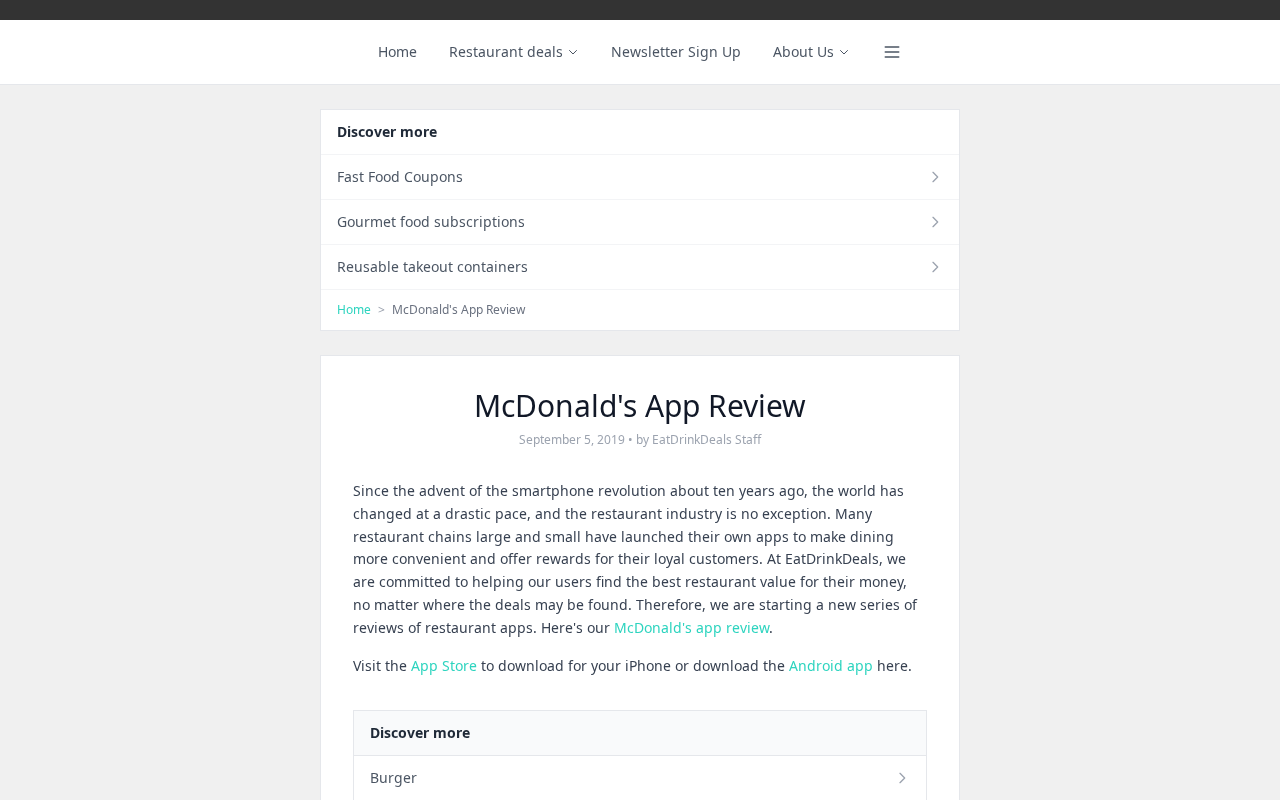 Home Restaurant deals Newsletter Sign Up About Us
Discover more
Fast Food Coupons
Gourmet food subscriptions
Reusable takeout containers
Home > McDonald's App Review
McDonald's App Review
September 5, 2019 • by EatDrinkDeals Staff
Since the advent of the smartphone revolution about ten years ago, the world has
changed at a drastic pace, and the restaurant industry is no exception. Many
restaurant chains large and small have launched their own apps to make dining
more convenient and offer rewards for their loyal customers. At EatDrinkDeals, we
are committed to helping our users find the best restaurant value for their money,
no matter where the deals may be found. Therefore, we are starting a new series of
reviews of restaurant apps. Here's our McDonald's app review.
Visit the App Store to download for your iPhone or download the Android app here.
Discover more
Burger